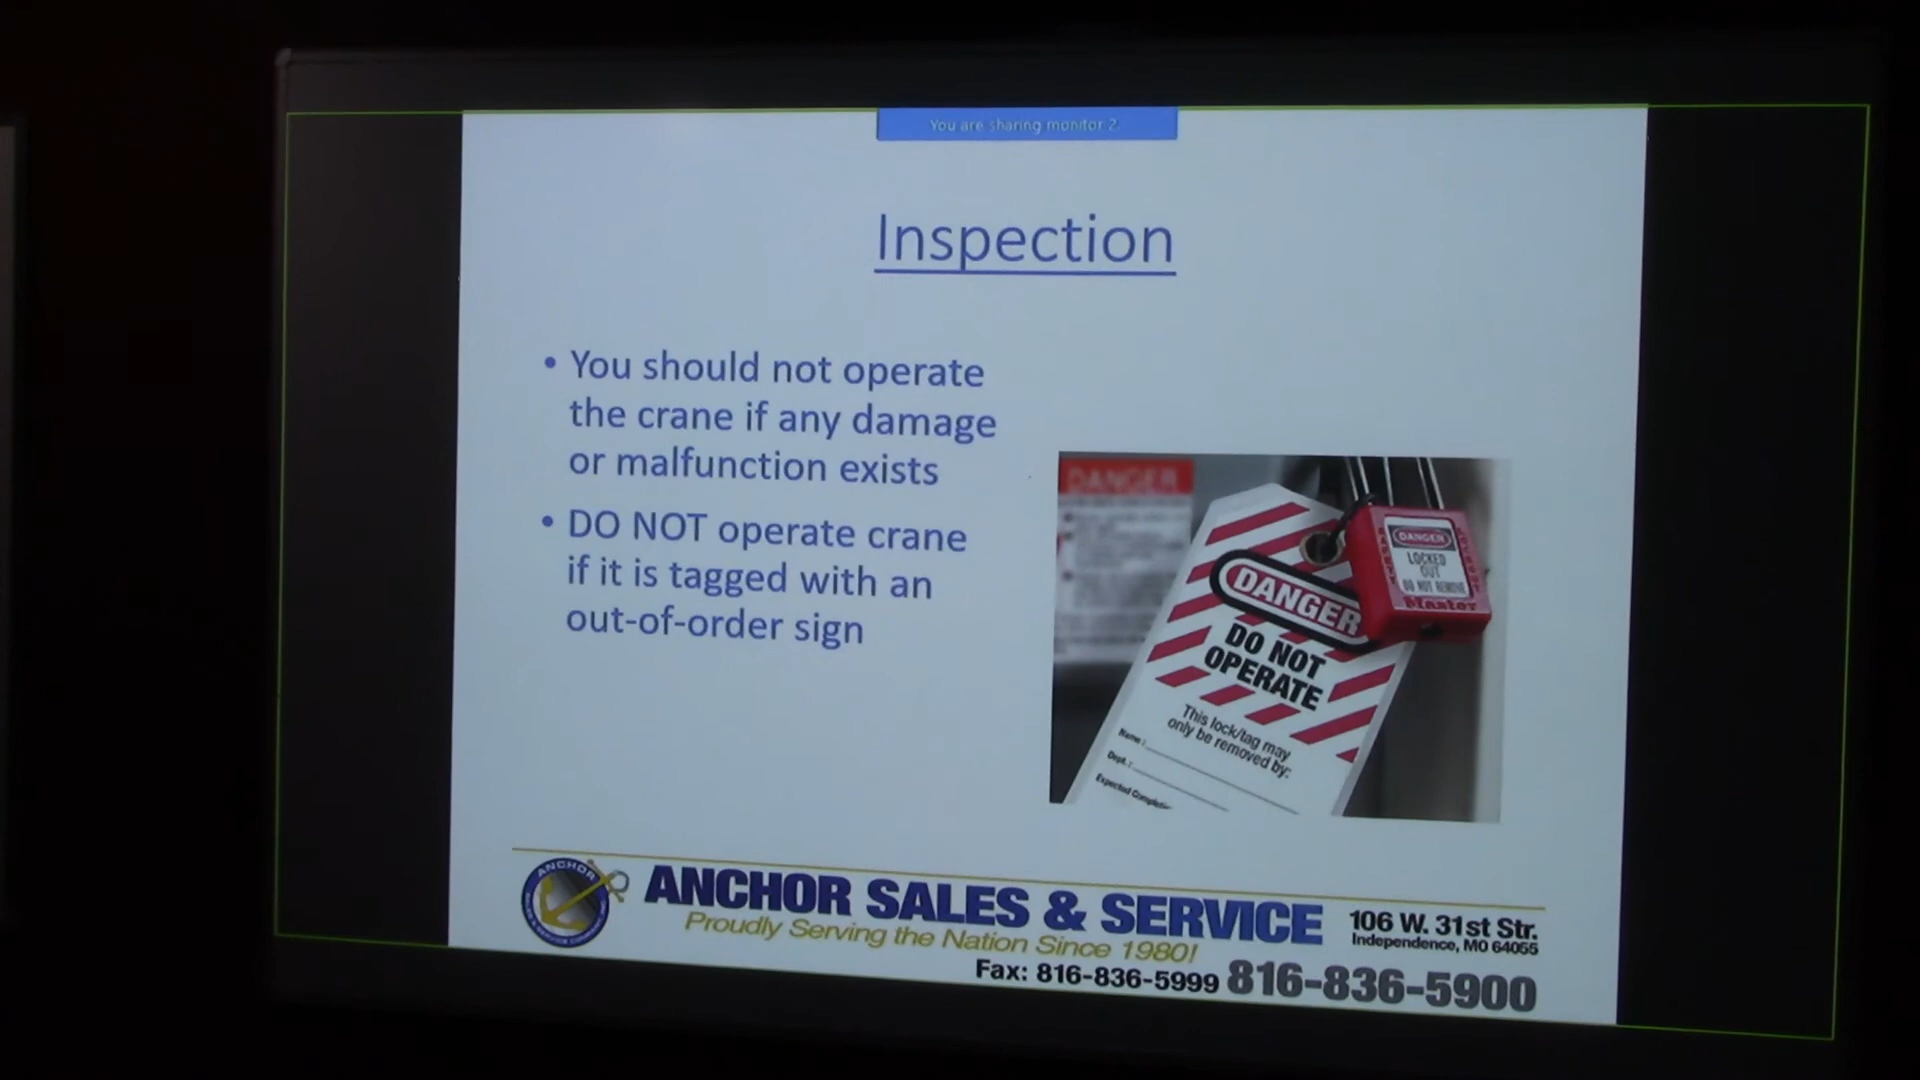 You are sharing monitor 2
Inspection
• You should not operate
the crane if any damage
or malfunction exists
• DO NOT operate crane
if it is tagged with an
out-of-order sign
DANGER
DANGER
DO NOT
OPERATE
This lock/tag may
only be removed by:
Name:
Dept.:
Expected Completion
DANGER
LOCKED
OUT
DO NOT REMOVE
Master
ANCHOR
ANCHOR SALES & SERVICE
Proudly Serving the Nation Since 1980!
106 W. 31st Str.
Independence, MO 64055
Fax: 816-836-5999 816-836-5900